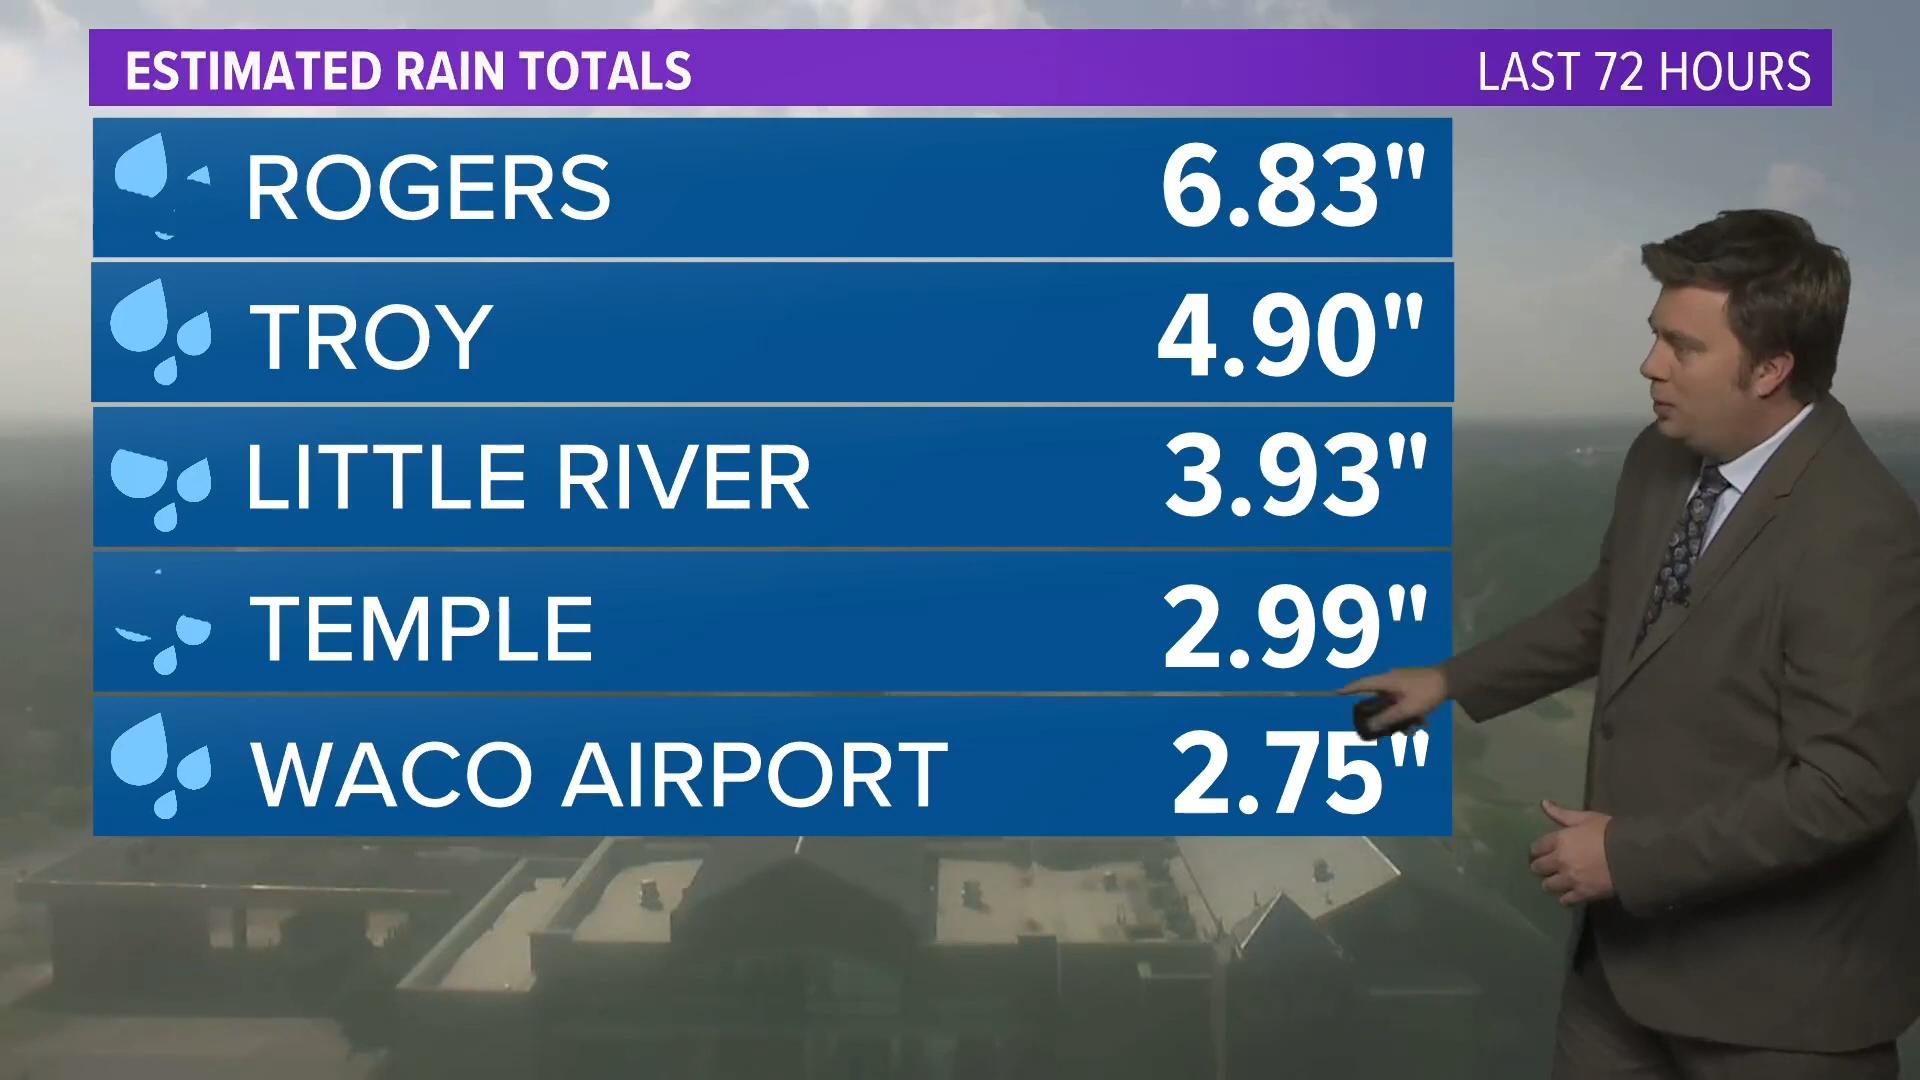 ESTIMATED RAIN TOTALS LAST 72 HOURS
ROGERS 6.83"
TROY 4.90"
LITTLE RIVER 3.93"
TEMPLE 2.99"
WACO AIRPORT 2.75"